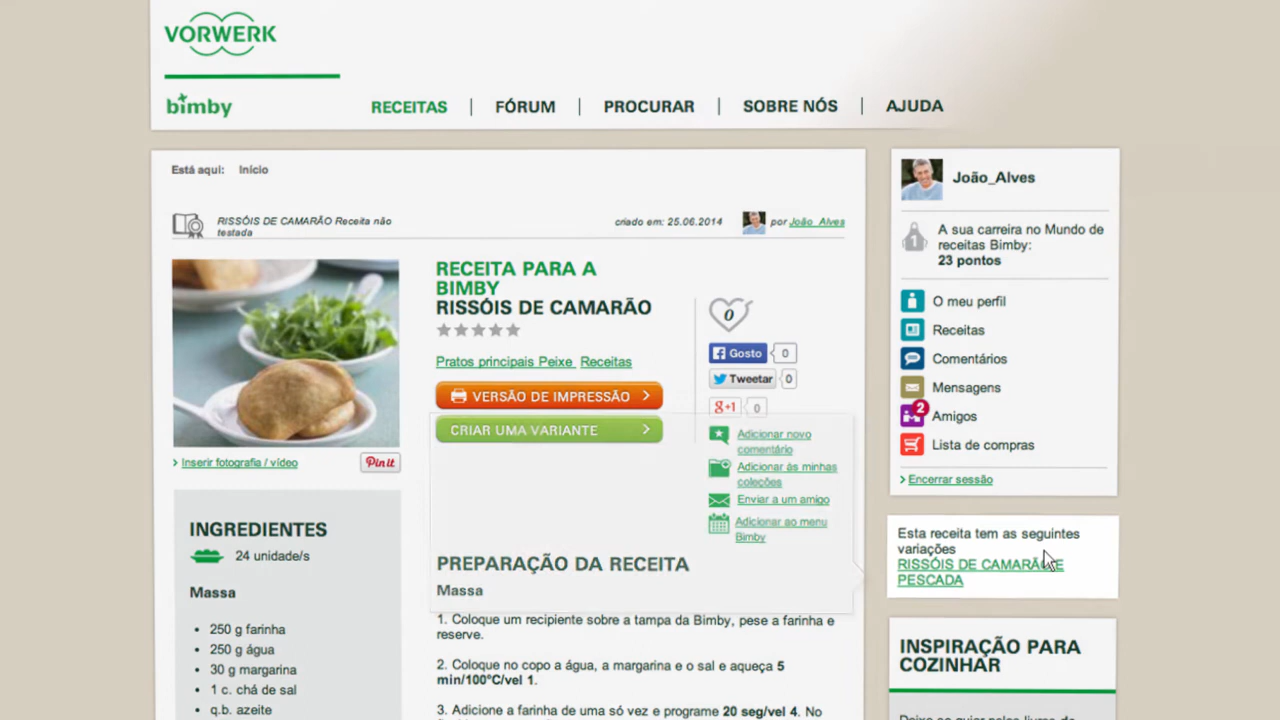 VORWERK
bimby
RECEITAS | FÓRUM | PROCURAR | SOBRE NÓS | AJUDA
Está aqui: Início
RISSÓIS DE CAMARÃO Receita não
testada
criado em: 25.06.2014
por João_Alves
RECEITA PARA A
BIMBY
RISSÓIS DE CAMARÃO
Pratos principais Peixe Receitas
VERSÃO DE IMPRESSÃO
CRIAR UMA VARIANTE
0
Gosto 0
Tweetar 0
g+1 0
Adicionar novo
comentário
Adicionar às minhas
coleções
Enviar a um amigo
Adicionar ao menu
Bimby
Inserir fotografia / vídeo
Pin it
INGREDIENTES
24 unidade/s
Massa
• 250 g farinha
• 250 g água
• 30 g margarina
• 1 c. chá de sal
• q.b. azeite
PREPARAÇÃO DA RECEITA
Massa
1. Coloque um recipiente sobre a tampa da Bimby, pese a farinha e
reserve.
2. Coloque no copo a água, a margarina e o sal e aqueça 5
min/100°C/vel 1.
3. Adicione a farinha de uma só vez e programe 20 seg/vel 4. No
João_Alves
1
A sua carreira no Mundo de
receitas Bimby:
23 pontos
O meu perfil
Receitas
Comentários
Mensagens
2
Amigos
Lista de compras
Encerrar sessão
Esta receita tem as seguintes
variações
RISSÓIS DE CAMARÃO E
PESCADA
INSPIRAÇÃO PARA
COZINHAR